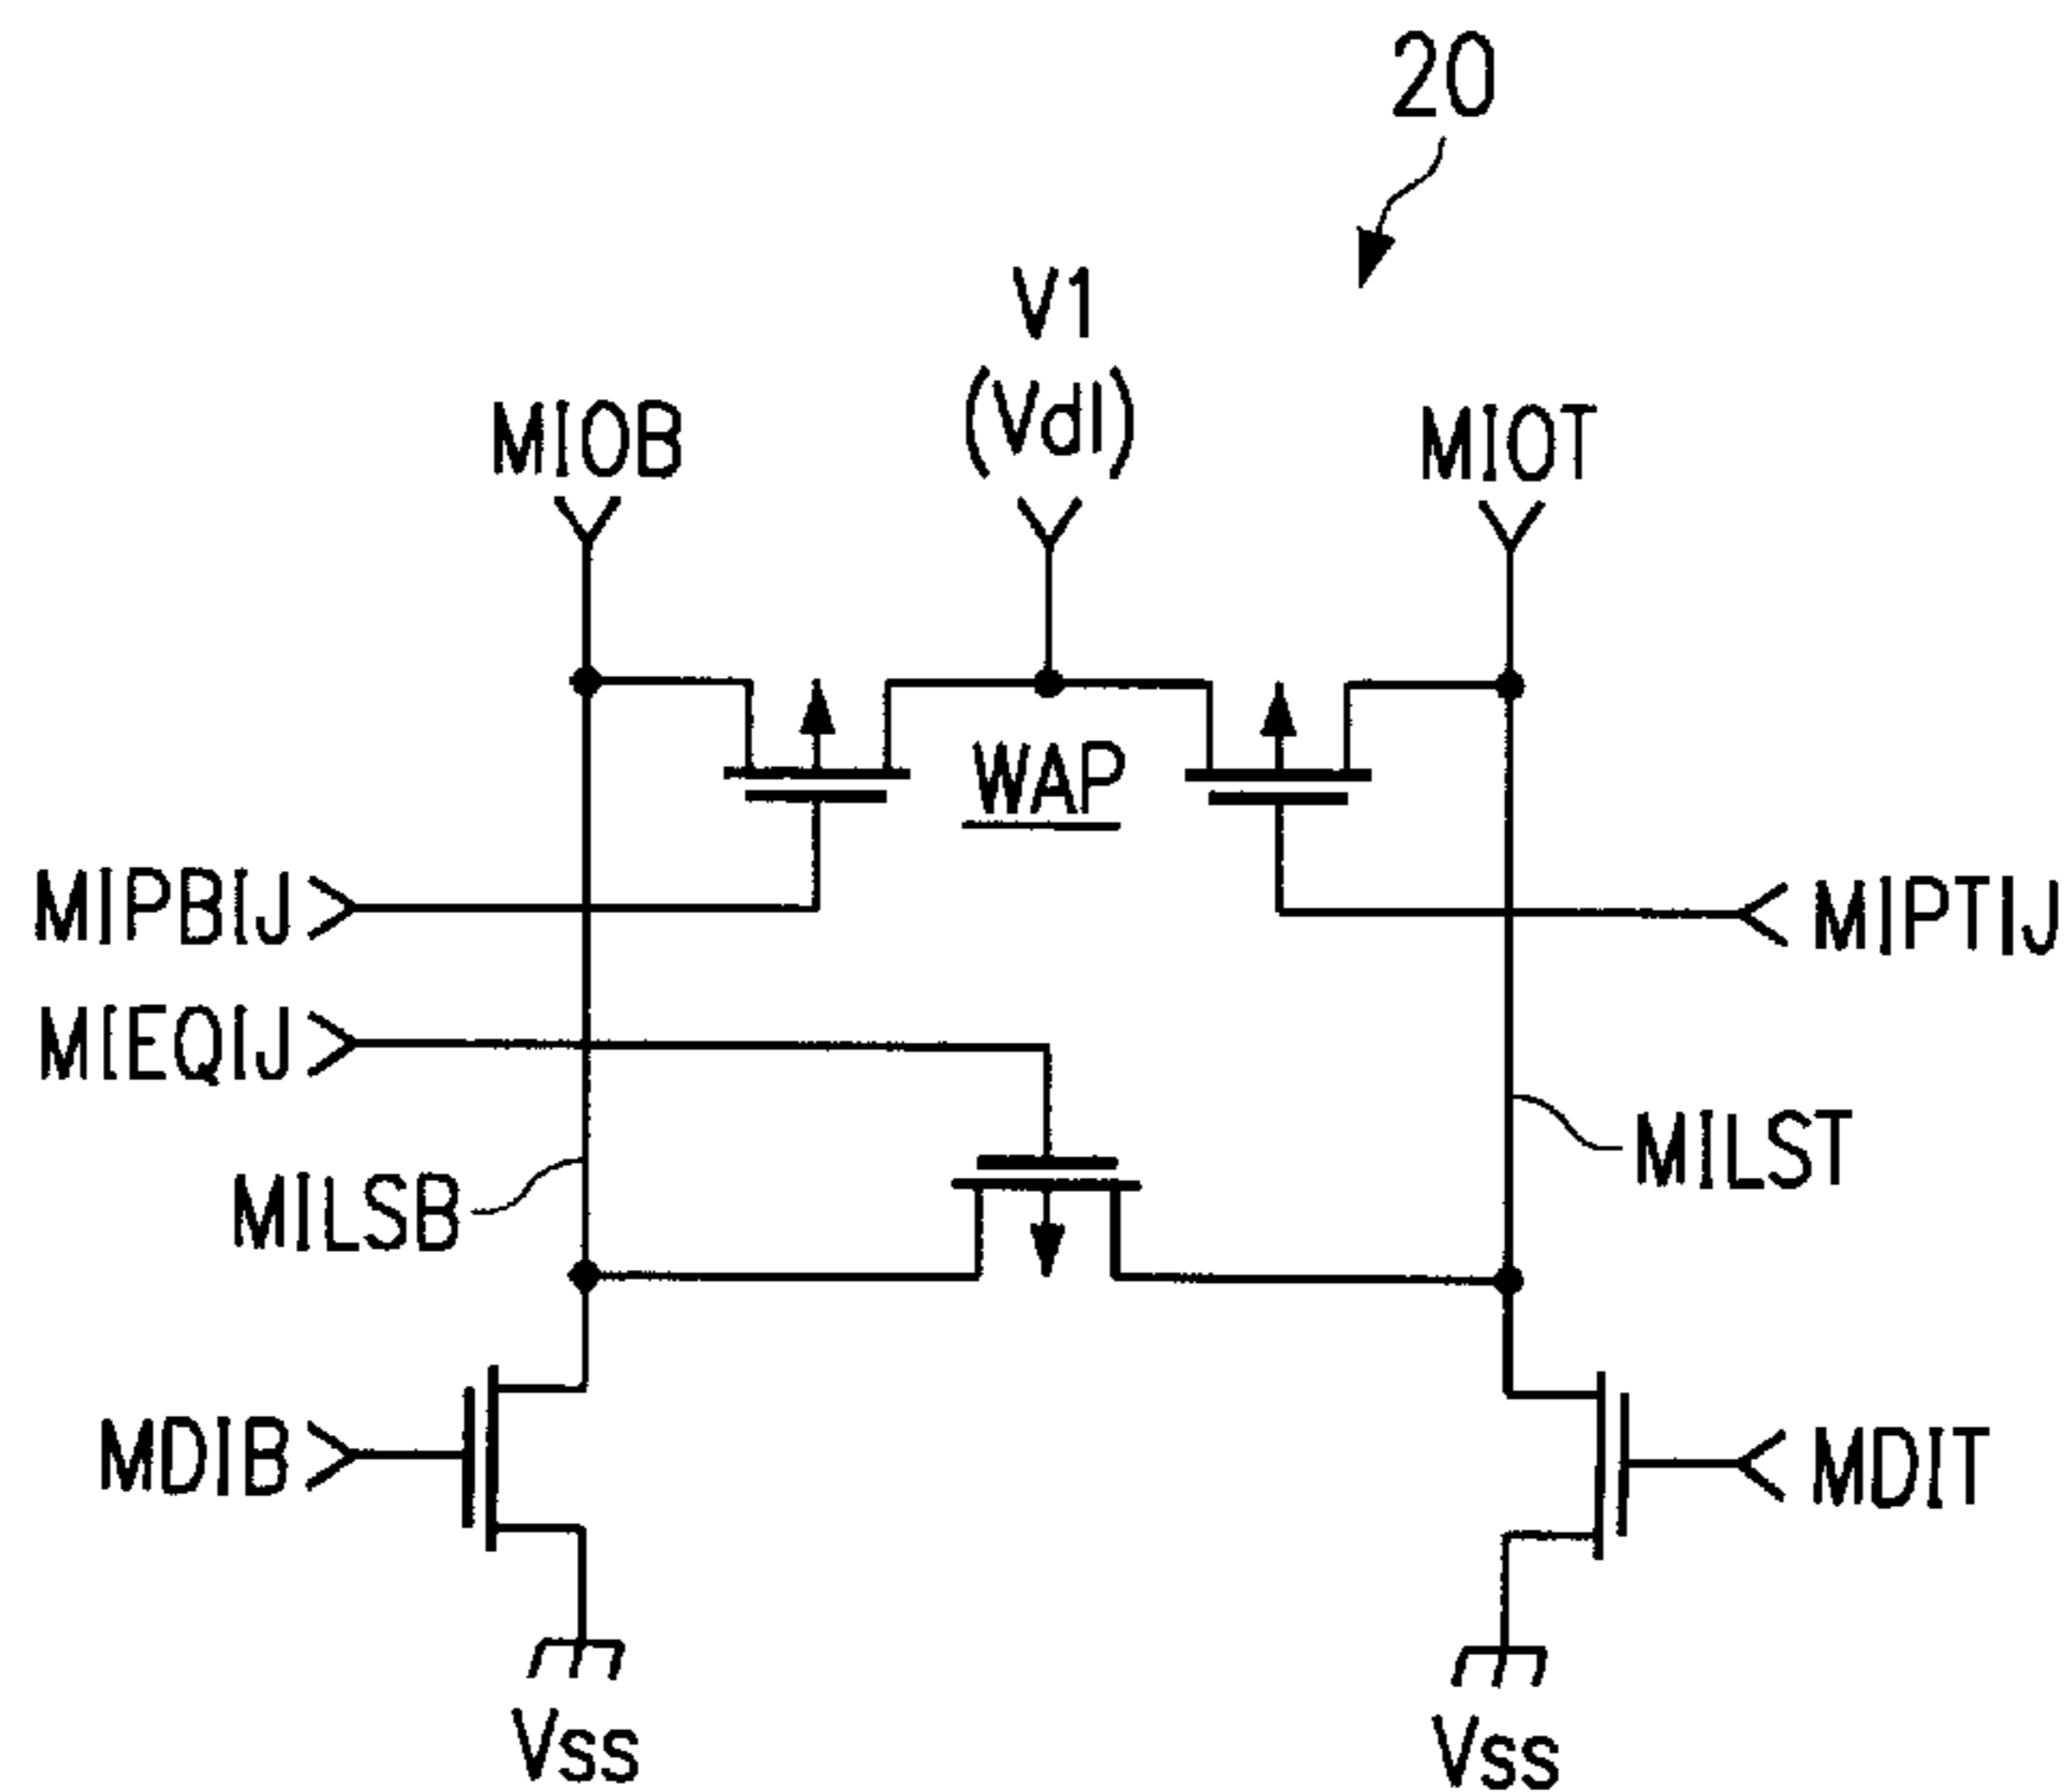 20
V1
(Vdl)
MIOB
MIOT
WAP
MIPBIJ
MIPTIJ
MIEQIJ
MILST
MILSB
MDIB
MDIT
Vss
Vss